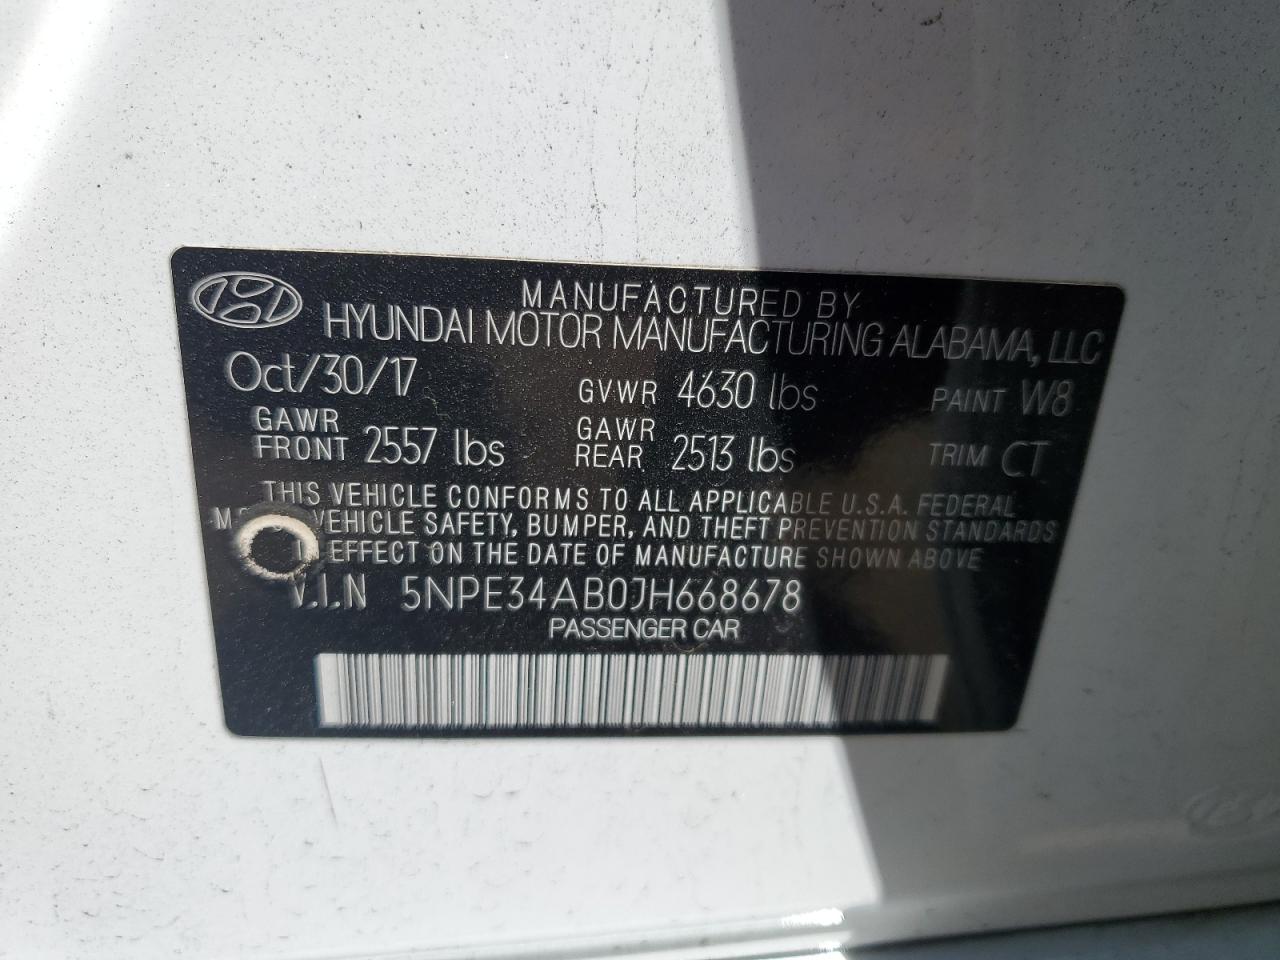 MANUFACTURED BY
HYUNDAI MOTOR MANUFACTURING ALABAMA, LLC
Oct/30/17 GVWR 4630 lbs PAINT W8
GAWR FRONT 2557 lbs GAWR REAR 2513 lbs TRIM CT
THIS VEHICLE CONFORMS TO ALL APPLICABLE U.S.A. FEDERAL
VEHICLE SAFETY, BUMPER, AND THEFT PREVENTION STANDARDS
EFFECT ON THE DATE OF MANUFACTURE SHOWN ABOVE
V.I.N 5NPE34AB0JH668678
PASSENGER CAR